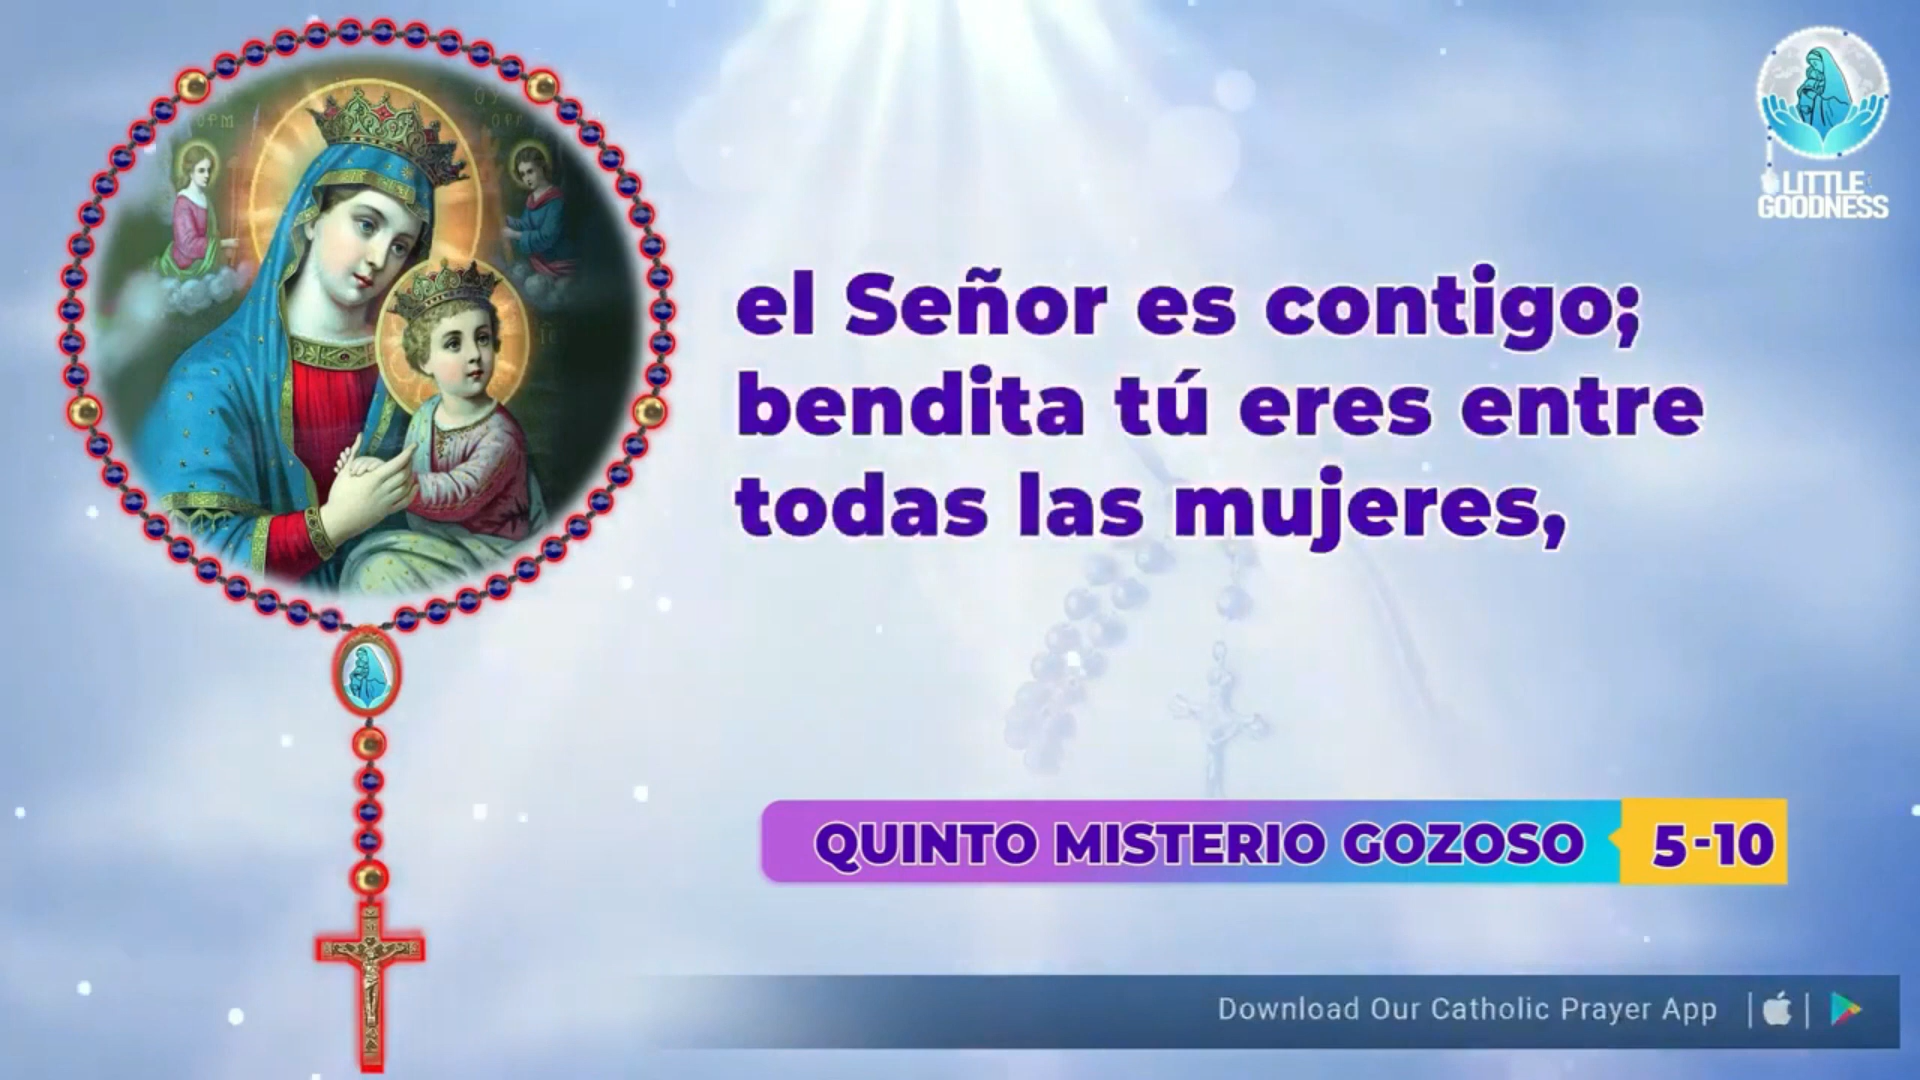 LITTLE
GOODNESS
el Señor es contigo;
bendita tú eres entre
todas las mujeres,
QUINTO MISTERIO GOZOSO 5-10
Download Our Catholic Prayer App